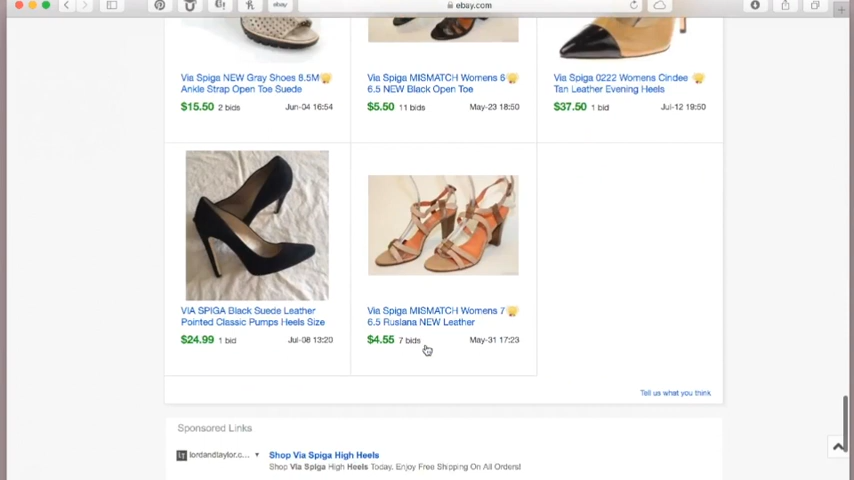 ebay
ebay.com
Via Spiga NEW Gray Shoes 8.5M
Ankle Strap Open Toe Suede
$15.50 2 bids Jun-04 16:54
Via Spiga MISMATCH Womens 6
6.5 NEW Black Open Toe
$5.50 11 bids May-23 18:50
Via Spiga 0222 Womens Cindee
Tan Leather Evening Heels
$37.50 1 bid Jul-12 19:50
VIA SPIGA Black Suede Leather
Pointed Classic Pumps Heels Size
$24.99 1 bid Jul-08 13:20
Via Spiga MISMATCH Womens 7
6.5 Ruslana NEW Leather
$4.55 7 bids May-31 17:23
Tell us what you think
Sponsored Links
lordandtaylor.c... Shop Via Spiga High Heels
Shop Via Spiga High Heels Today. Enjoy Free Shipping On All Orders!